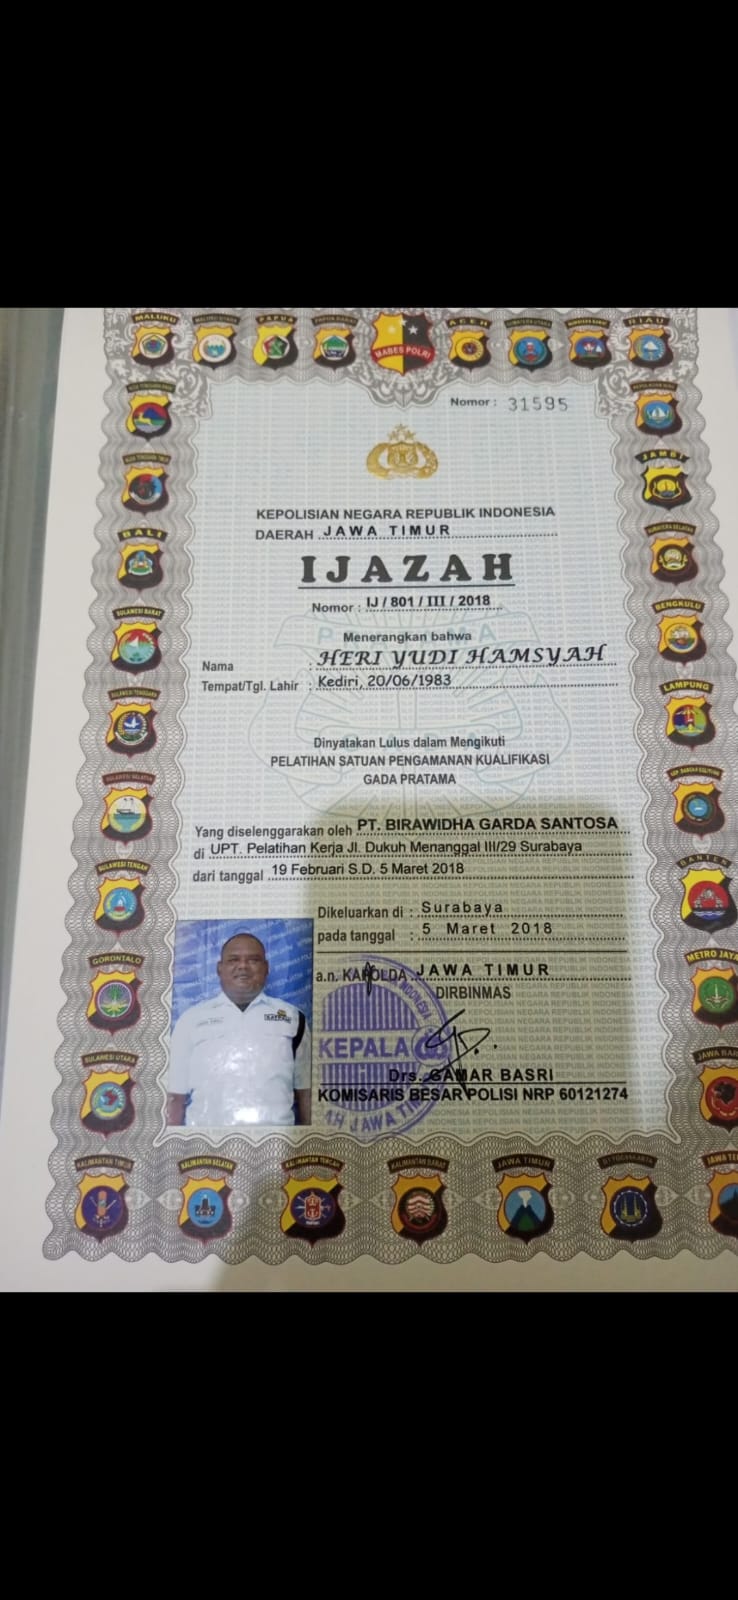 MALUKU
MALUKU UTARA
PAPUA
PAPUA BARAT
MABES POLRI
ACEH
SUMATERA UTARA
SUMATERA BARAT
RIAU
NUSA TENGGARA BARAT
KEPULAUAN RIAU
Nomor : 31595
NUSA TENGGARA TIMUR
JAMBI
KEPOLISIAN NEGARA REPUBLIK INDONESIA
DAERAH JAWA TIMUR
BALI
SUMATERA SELATAN
IJAZAH
Nomor : IJ / 801 / III / 2018
SULAWESI BARAT
BENGKULU
Menerangkan bahwa
Nama : HERI YUDI HAMSYAH
Tempat/Tgl. Lahir : Kediri, 20/06/1983
SULAWESI TENGGARA
LAMPUNG
Dinyatakan Lulus dalam Mengikuti
PELATIHAN SATUAN PENGAMANAN KUALIFIKASI
GADA PRATAMA
SULAWESI SELATAN
KEP. BANGKA BELITUNG
Yang diselenggarakan oleh PT. BIRAWIDHA GARDA SANTOSA
di UPT. Pelatihan Kerja Jl. Dukuh Menanggal III/29 Surabaya
dari tanggal 19 Februari S.D. 5 Maret 2018
SULAWESI TENGAH
BANTEN
Dikeluarkan di : Surabaya
pada tanggal : 5 Maret 2018
GORONTALO
METRO JAYA
a.n. KAPOLDA JAWA TIMUR
DIRBINMAS
KEPALA
SULAWESI UTARA
JAWA BAR
Drs. GAMAR BASRI
KOMISARIS BESAR POLISI NRP 60121274
AH JAWA TIM
KALIMANTAN TIMUR
KALIMANTAN SELATAN
KALIMANTAN TENGAH
KALIMANTAN BARAT
JAWA TIMUR
YOGYAKARTA
JAWA TE